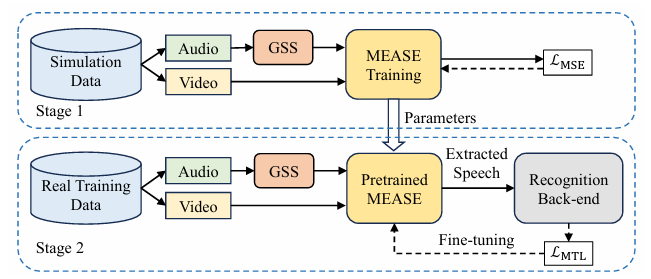 Simulation
Data
Audio
GSS
Video
MEASE
Training
ℒMSE
Stage 1
Parameters
Real Training
Data
Audio
GSS
Video
Pretrained
MEASE
Extracted
Speech
Recognition
Back-end
Fine-tuning
ℒMTL
Stage 2